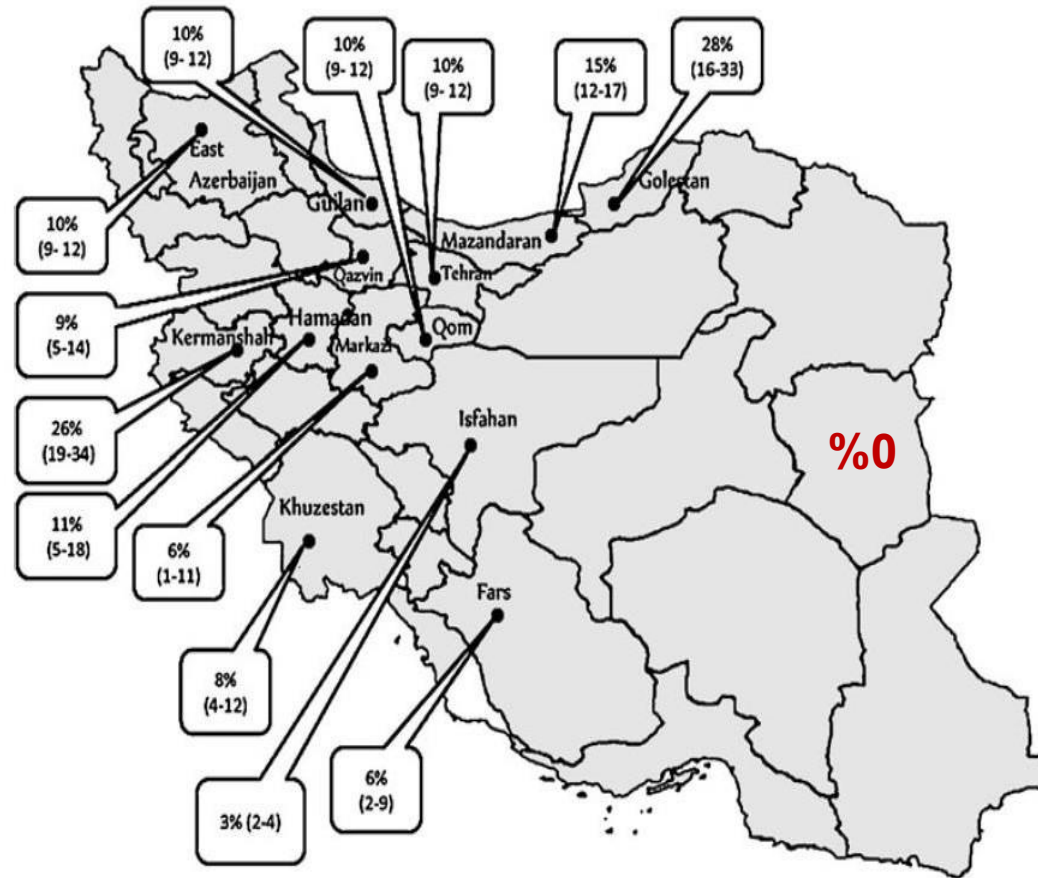 10%
(9- 12)
10%
(9- 12)
10%
(9- 12)
15%
(12-17)
28%
(16-33)
East
Azerbaijan
Guilan
Golestan
Mazandaran
10%
(9- 12)
Qazvin
Tehran
9%
(5-14)
Hamadan
Qom
Kermanshah
Markazi
26%
(19-34)
Isfahan
%0
11%
(5-18)
Khuzestan
6%
(1-11)
Fars
8%
(4-12)
6%
(2-9)
3% (2-4)